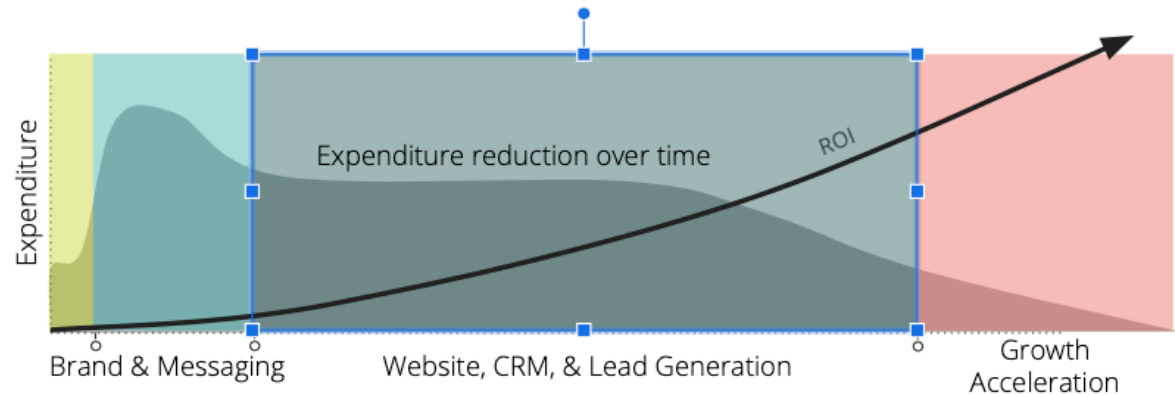 Expenditure
Expenditure reduction over time
ROI
Brand & Messaging
Website, CRM, & Lead Generation
Growth
Acceleration